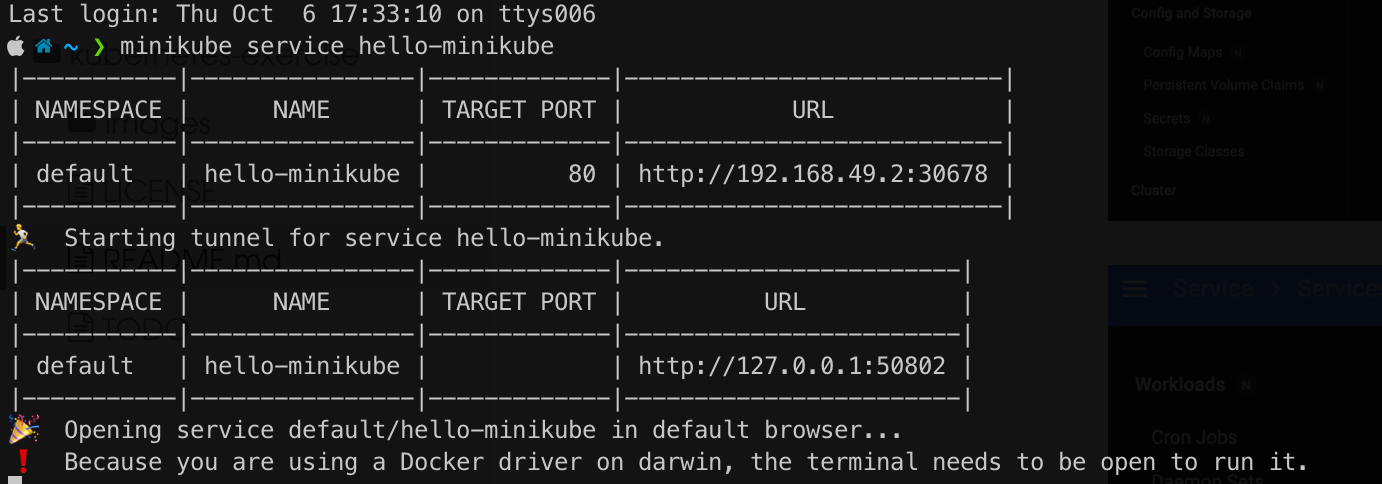 Last login: Thu Oct  6 17:33:10 on ttys006
~ ❯ minikube service hello-minikube
|-----------|----------------|-------------|---------------------------|
| NAMESPACE |      NAME      | TARGET PORT |            URL            |
|-----------|----------------|-------------|---------------------------|
| default   | hello-minikube |          80 | http://192.168.49.2:30678 |
|-----------|----------------|-------------|---------------------------|
🏃  Starting tunnel for service hello-minikube.
|-----------|----------------|-------------|------------------------|
| NAMESPACE |      NAME      | TARGET PORT |          URL           |
|-----------|----------------|-------------|------------------------|
| default   | hello-minikube |             | http://127.0.0.1:50802 |
|-----------|----------------|-------------|------------------------|
🎉  Opening service default/hello-minikube in default browser...
❗  Because you are using a Docker driver on darwin, the terminal needs to be open to run it.
kubernetes-exercise
images
LICENSE
README.md
TODO
Config and Storage
Config Maps N
Persistent Volume Claims N
Secrets N
Storage Classes
Cluster
Service > Services
Workloads N
Cron Jobs
Daemon Sets